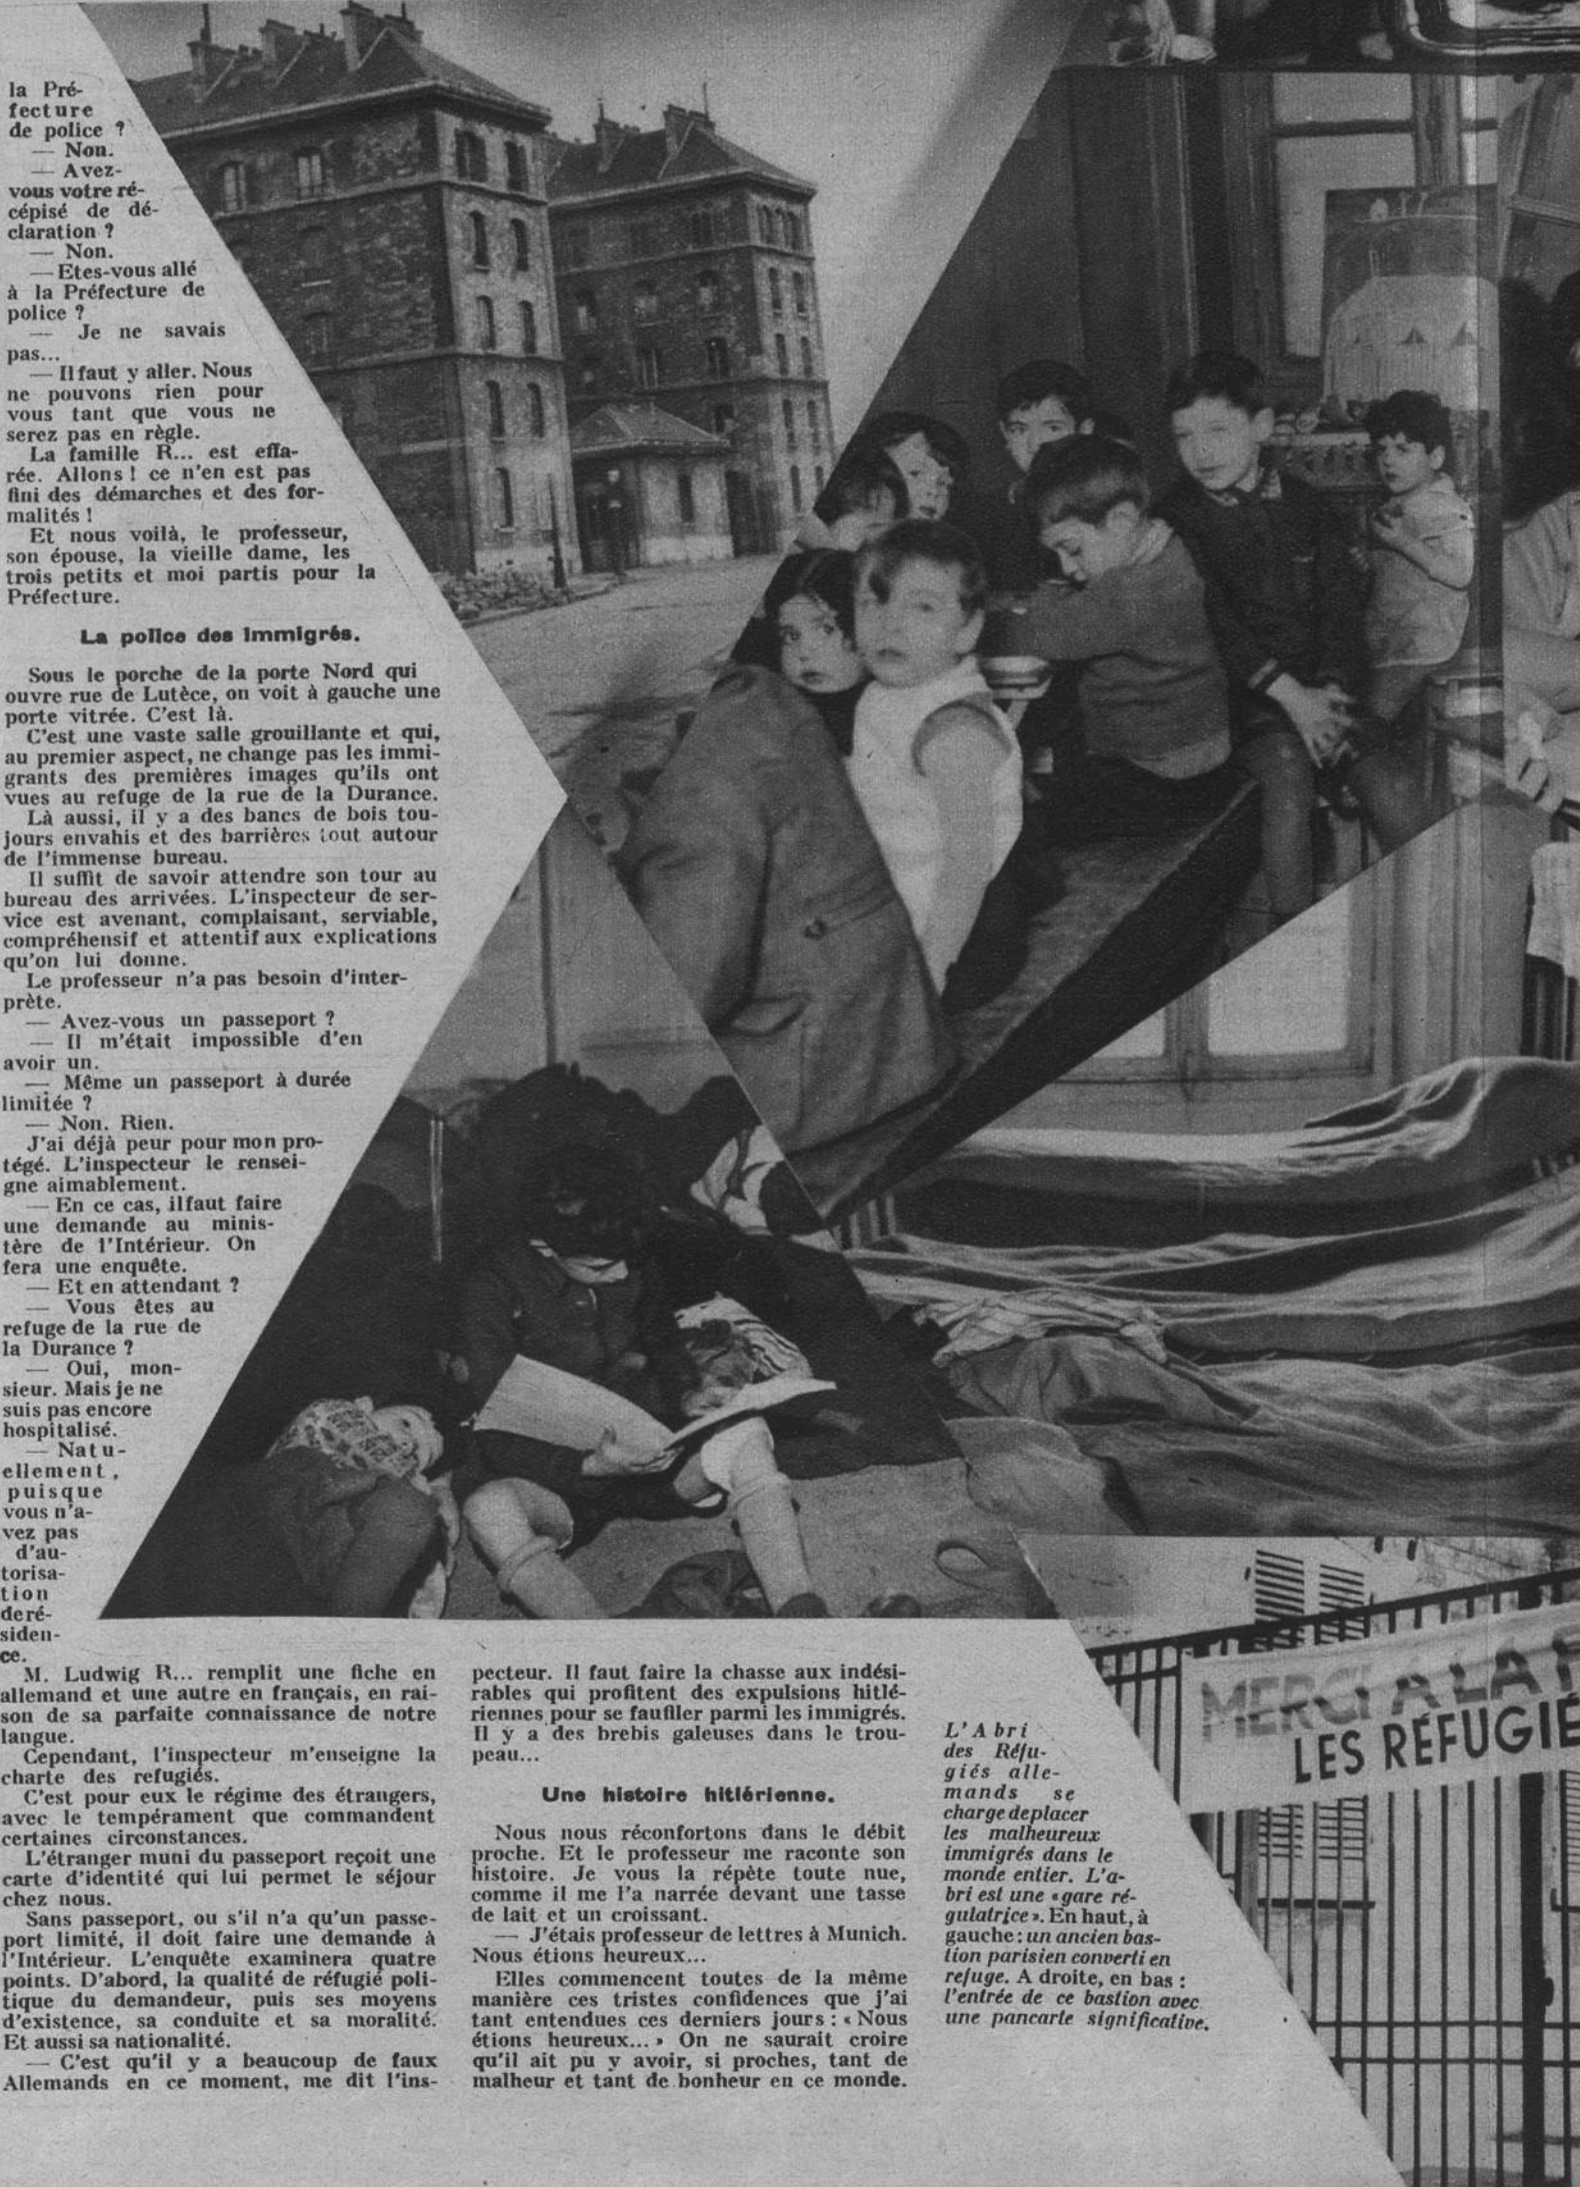 la Pré-
fecture
de police ?
— Non.
— Avez-
vous votre ré-
cépisé de dé-
claration ?
— Non.
— Etes-vous allé
à la Préfecture de
police ?
— Je ne savais
pas...
— Il faut y aller. Nous
ne pouvons rien pour
vous tant que vous ne
serez pas en règle.
La famille R... est effa-
rée. Allons ! ce n'en est pas
fini des démarches et des for-
malités !
Et nous voilà, le professeur,
son épouse, la vieille dame, les
trois petits et moi partis pour la
Préfecture.
La police des immigrés.
Sous le porche de la porte Nord qui
ouvre rue de Lutèce, on voit à gauche une
porte vitrée. C'est là.
C'est une vaste salle grouillante et qui,
au premier aspect, ne change pas les immi-
grants des premières images qu'ils ont
vues au refuge de la rue de la Durance.
Là aussi, il y a des bancs de bois tou-
jours envahis et des barrières tout autour
de l'immense bureau.
Il suffit de savoir attendre son tour au
bureau des arrivées. L'inspecteur de ser-
vice est avenant, complaisant, serviable,
compréhensif et attentif aux explications
qu'on lui donne.
Le professeur n'a pas besoin d'inter-
prète.
— Avez-vous un passeport ?
— Il m'était impossible d'en
avoir un.
— Même un passeport à durée
limitée ?
— Non. Rien.
J'ai déjà peur pour mon pro-
tégé. L'inspecteur le rensei-
gne aimablement.
— En ce cas, il faut faire
une demande au minis-
tère de l'Intérieur. On
fera une enquête.
— Et en attendant ?
— Vous êtes au
refuge de la rue de
la Durance ?
— Oui, mon-
sieur. Mais je ne
suis pas encore
hospitalisé.
— Natu-
ellement,
puisque
vous n'a-
vez pas
d'au-
torisa-
tion
de ré-
siden-
ce.
M. Ludwig R... remplit une fiche en
allemand et une autre en français, en rai-
son de sa parfaite connaissance de notre
langue.
Cependant, l'inspecteur m'enseigne la
charte des refugiés.
C'est pour eux le régime des étrangers,
avec le tempérament que commandent
certaines circonstances.
L'étranger muni du passeport reçoit une
carte d'identité qui lui permet le séjour
chez nous.
Sans passeport, ou s'il n'a qu'un passe-
port limité, il doit faire une demande à
l'Intérieur. L'enquête examinera quatre
points. D'abord, la qualité de réfugié poli-
tique du demandeur, puis ses moyens
d'existence, sa conduite et sa moralité.
Et aussi sa nationalité.
— C'est qu'il y a beaucoup de faux
Allemands en ce moment, me dit l'ins-
pecteur. Il faut faire la chasse aux indési-
rables qui profitent des expulsions hitlé-
riennes pour se faufiler parmi les immigrés.
Il y a des brebis galeuses dans le trou-
peau...
Une histoire hitlérienne.
Nous nous réconfortons dans le débit
proche. Et le professeur me raconte son
histoire. Je vous la répète toute nue,
comme il me l'a narrée devant une tasse
de lait et un croissant.
— J'étais professeur de lettres à Munich.
Nous étions heureux...
Elles commencent toutes de la même
manière ces tristes confidences que j'ai
tant entendues ces derniers jours : « Nous
étions heureux... » On ne saurait croire
qu'il ait pu y avoir, si proches, tant de
malheur et tant de bonheur en ce monde.
L'Abri
des Réfu-
giés alle-
mands se
charge de placer
les malheureux
immigrés dans le
monde entier. L'a-
bri est une « gare ré-
gulatrice ». En haut, à
gauche : un ancien bas-
tion parisien converti en
refuge. A droite, en bas :
l'entrée de ce bastion avec
une pancarte significative.
MERCI A LA F
LES RÉFUGIÉ